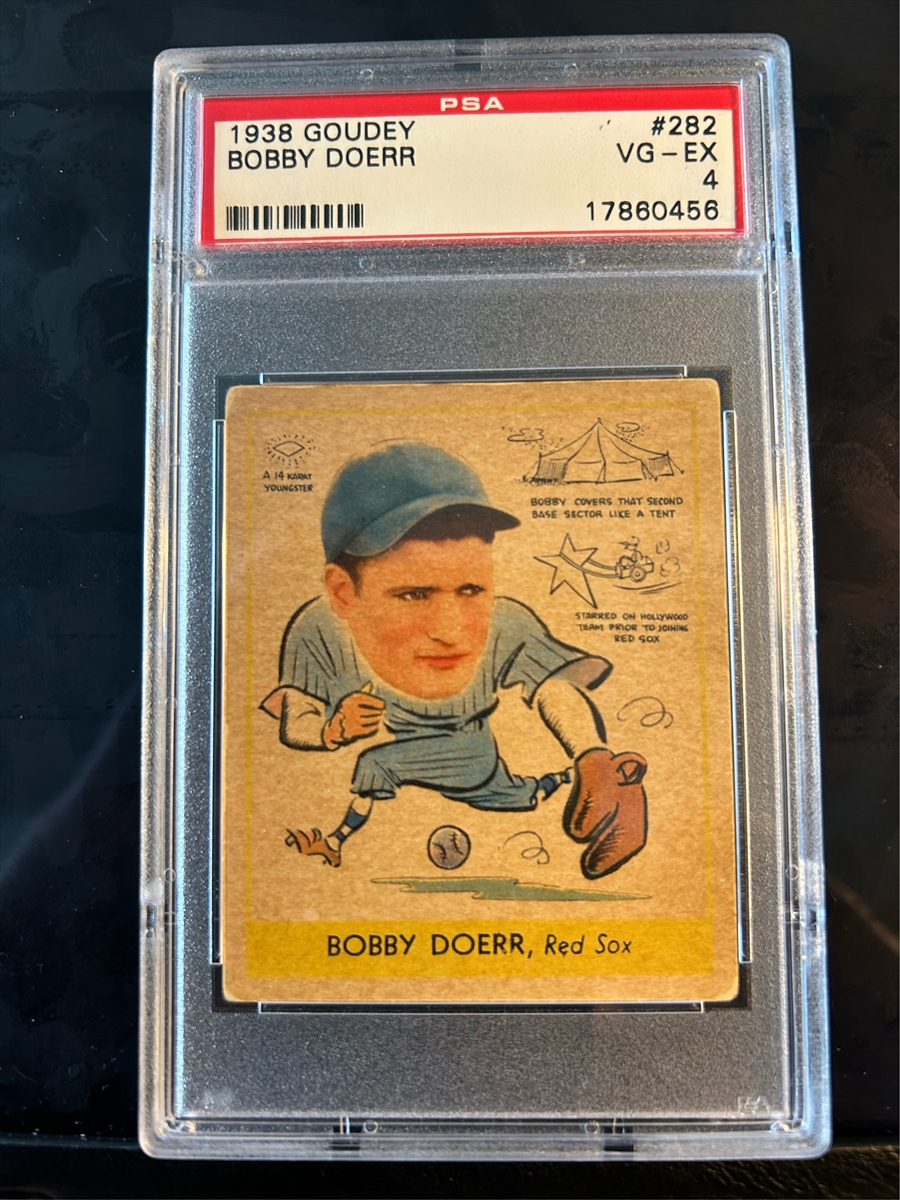 PSA
1938 GOUDEY #282
BOBBY DOERR VG-EX
4
17860456
A 14 KARAT
YOUNGSTER
BOBBY COVERS THAT SECOND
BASE SECTOR LIKE A TENT
STARRED ON HOLLYWOOD
TEAM PRIOR TO JOINING
RED SOX
BOBBY DOERR, Red Sox